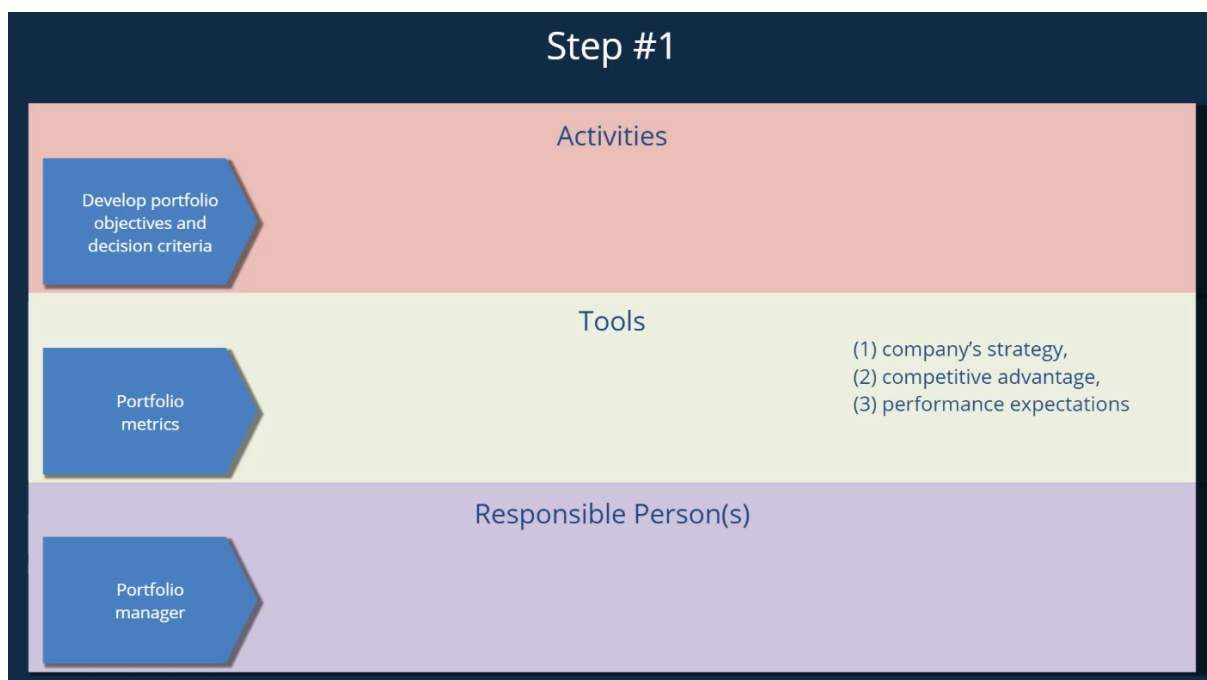 Step #1
Activities
Develop portfolio
objectives and
decision criteria
Tools
(1) company’s strategy,
(2) competitive advantage,
(3) performance expectations
Portfolio
metrics
Responsible Person(s)
Portfolio
manager